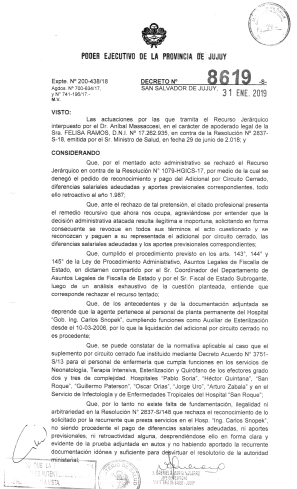 PODER EJECUTIVO DE LA PROVINCIA DE JUJUY
Expte. Nº 200-438/18.
Agdos. Nº 700-634/17,
y Nº 741-196/17.-
M.V.
DECRETO Nº 8619 -S-
SAN SALVADOR DE JUJUY, 31 ENE. 2019
VISTO:
Las actuaciones por las que tramita el Recurso Jerárquico
interpuesto por el Dr. Aníbal Massaccesi, en el carácter de apoderado legal de la
Sra. FELISA RAMOS, D.N.I. Nº 17.262.935, en contra de la Resolución Nº 2837-
S-18, emitida por el Sr. Ministro de Salud, en fecha 29 de junio de 2018; y
CONSIDERANDO
Que, por el mentado acto administrativo se rechazó el Recurso
Jerárquico en contra de la Resolución Nº 1079-HGICS-17, por medio de la cual se
denegó el pedido de reconocimiento y pago del Adicional por Circuito Cerrado,
diferencias salariales adeudadas y aportes previsionales correspondientes, todo
ello retroactivo al 1.987;
Que, ante el rechazo de tal pretensión, el citado profesional presenta
el remedio recursivo que ahora nos ocupa, agraviándose por entender que la
decisión administrativa atacada resulta ilegítima e inoportuna, solicitando en forma
consecuente se revoque en todos sus términos el acto cuestionado y se
reconozcan y paguen a su representada el adicional por circuito cerrado, las
diferencias salariales adeudadas y los aportes previsionales correspondientes;
Que, cumplido el procedimiento previsto en los arts. 143°, 144° y
145° de la Ley de Procedimiento Administrativo, Asuntos Legales de Fiscalía de
Estado, en dictamen compartido por el Sr. Coordinador del Departamento de
Asuntos Legales de Fiscalía de Estado y por el Sr. Fiscal de Estado Subrogante,
luego de un análisis exhaustivo de la cuestión planteada, entiende que
corresponde rechazar el recurso tentado;
Que, de los antecedentes y de la documentación adjuntada se
desprende que la agente pertenece al personal de planta permanente del Hospital
"Gob. Ing. Carlos Snopek", cumpliendo funciones como Auxiliar de Enfermería
desde el 10-03-2006, por lo que la liquidación del adicional por circuito cerrado no
es procedente;
Que, se puede constatar de la normativa aplicable al caso que el
suplemento por circuito cerrado fue instituido mediante Decreto Acuerdo Nº 3751-
S/13 para el personal de enfermería que cumple funciones en los servicios de
Neonatología, Terapia Intensiva, Esterilización y Quirófano de los efectores grado
dos y tres de complejidad. Hospitales "Pablo Soria", "Héctor Quintana", "San
Roque", "Guillermo Paterson", "Oscar Orías", "Jorge Uro", "Arturo Zabala" y en el
Servicio de Infectología y de Enfermedades Tropicales del Hospital "San Roque";
Que, por lo tanto no existe falta de fundamentación, ilegalidad ni
arbitrariedad en la Resolución Nº 2837-S/148 que rechaza el reconocimiento de lo
solicitado por la recurrente que presta servicios en el Hosp. "Ing. Carlos Snopek",
no siendo procedente el pago de diferencias salariales adeudadas, ni aportes
previsionales, ni retroactividad alguna, desprendiéndose ello en forma clara y
evidente de la prueba adjuntada en autos y no habiendo aportado la recurrente
documentación idónea y suficiente para desvirtuar el resolutorio de la autoridad
ministerial;